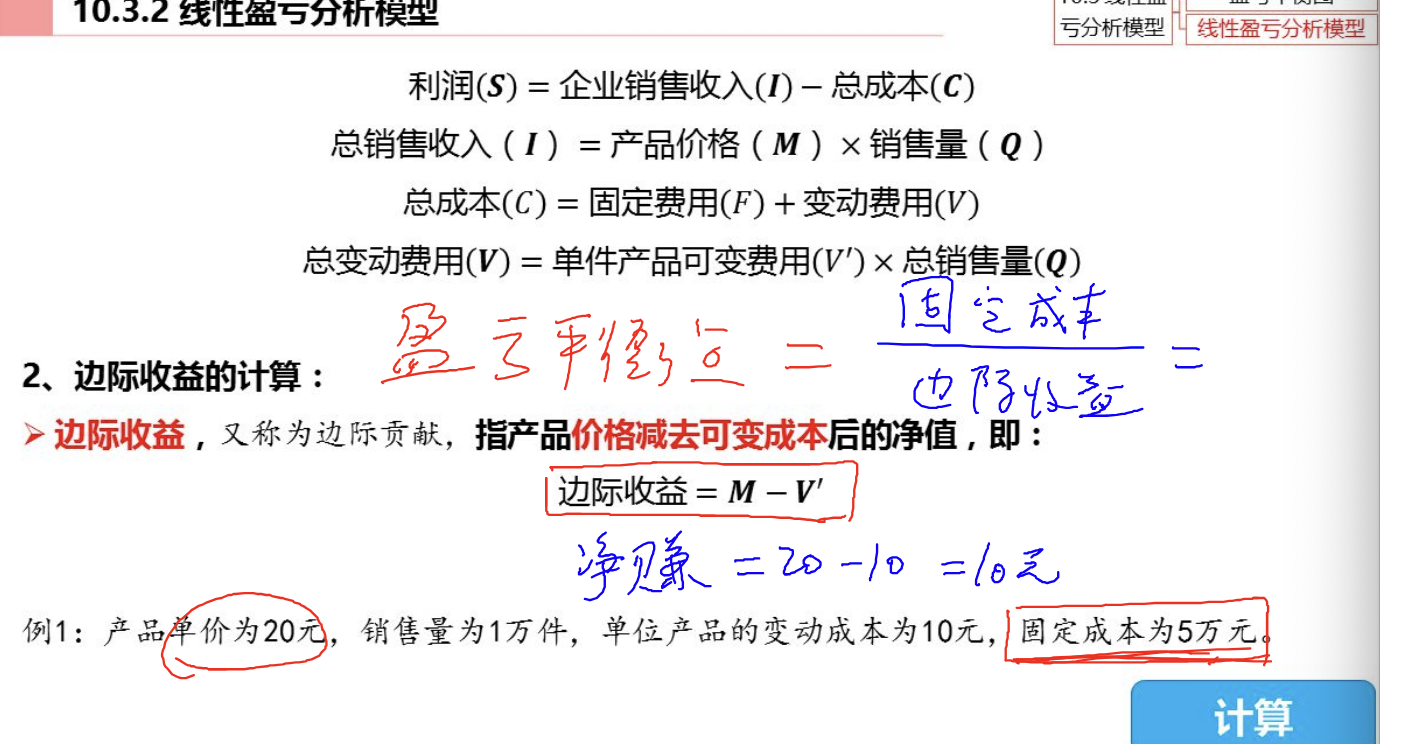 10.3.2 线性盈亏分析模型
亏分析模型
线性盈亏分析模型
利润(S) = 企业销售收入(I) − 总成本(C)
总销售收入(I) = 产品价格(M) × 销售量(Q)
总成本(C) = 固定费用(F) + 变动费用(V)
总变动费用(V) = 单件产品可变费用(V′) × 总销售量(Q)
固定成本
盈亏平衡点 = =
边际收益
2、边际收益的计算：
➢ 边际收益，又称为边际贡献，指产品价格减去可变成本后的净值，即：
边际收益 = M − V′
净赚 = 20 - 10 = 10元
例1：产品单价为20元，销售量为1万件，单位产品的变动成本为10元，固定成本为5万元。
计算